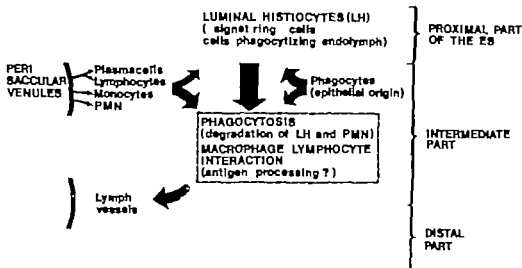 LUMINAL HISTIOCYTES (LH)
( signet ring cells
cells phagocytizing endolymph)
PROXIMAL PART
OF THE ES
PERI
SACCULAR
VENULES
Plasmacells
Lymphocytes
Monocytes
PMN
Phagocytes
(epithelial origin)
PHAGOCYTOSIS
(degradation of LH and PMN)
MACROPHAGE LYMPHOCYTE
INTERACTION
(antigen processing ?)
INTERMEDIATE
PART
Lymph
vessels
DISTAL
PART